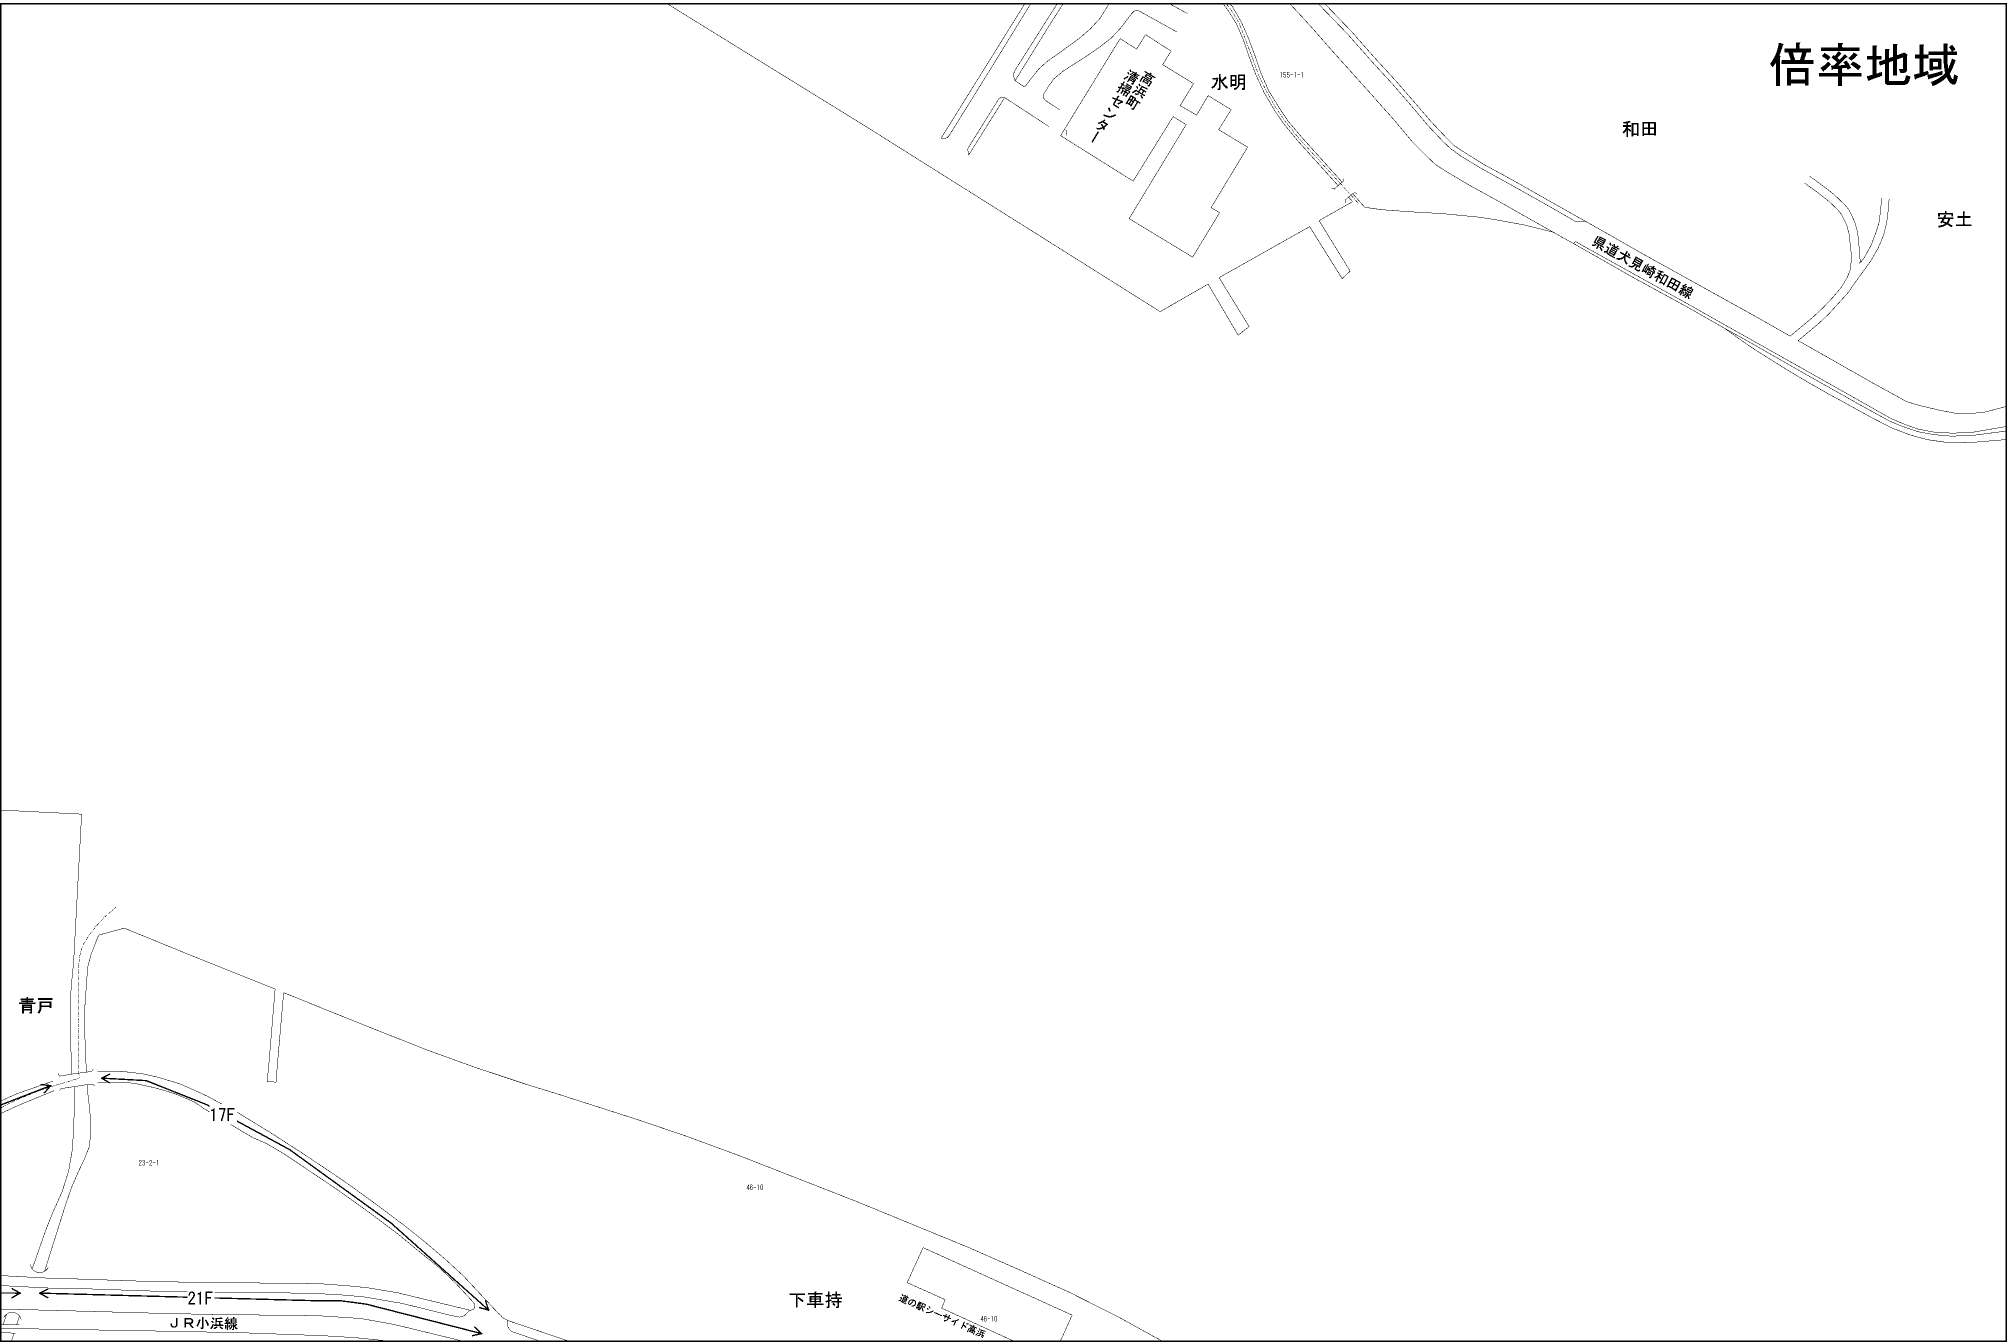 倍率地域
高浜町
清掃センター
水明
155-1-1
和田
安土
県道犬見崎和田線
青戸
17F
23-2-1
46-10
21F
ＪＲ小浜線
下車持
道の駅シーサイド高浜
46-10